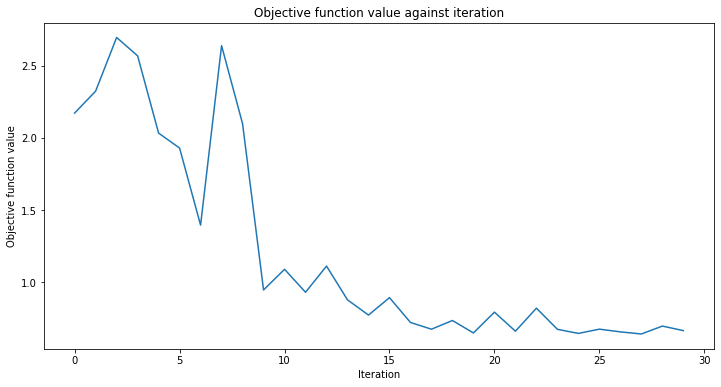 Objective function value against iteration
Objective function value
2.5
2.0
1.5
1.0
0 5 10 15 20 25 30
Iteration